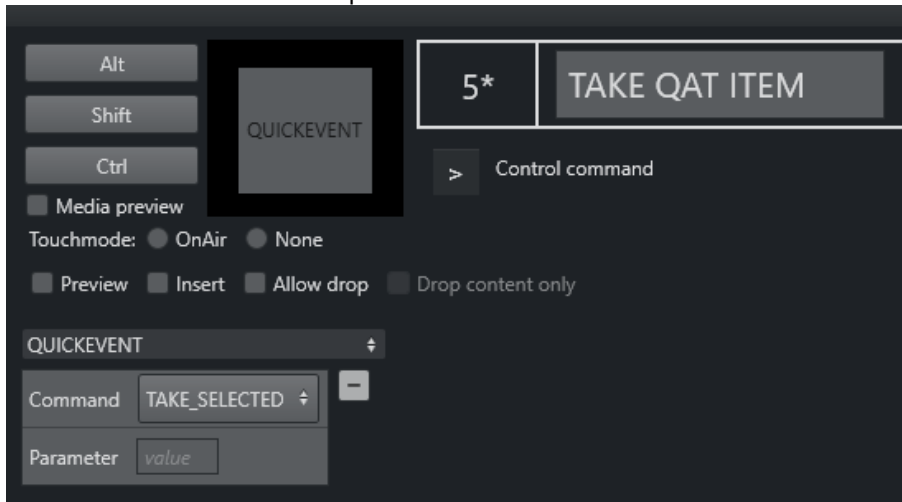 Alt
Shift
Ctrl
QUICKEVENT
5*
TAKE QAT ITEM
> Control command
Media preview
Touchmode: OnAir None
Preview Insert Allow drop Drop content only
QUICKEVENT
Command TAKE_SELECTED
Parameter value